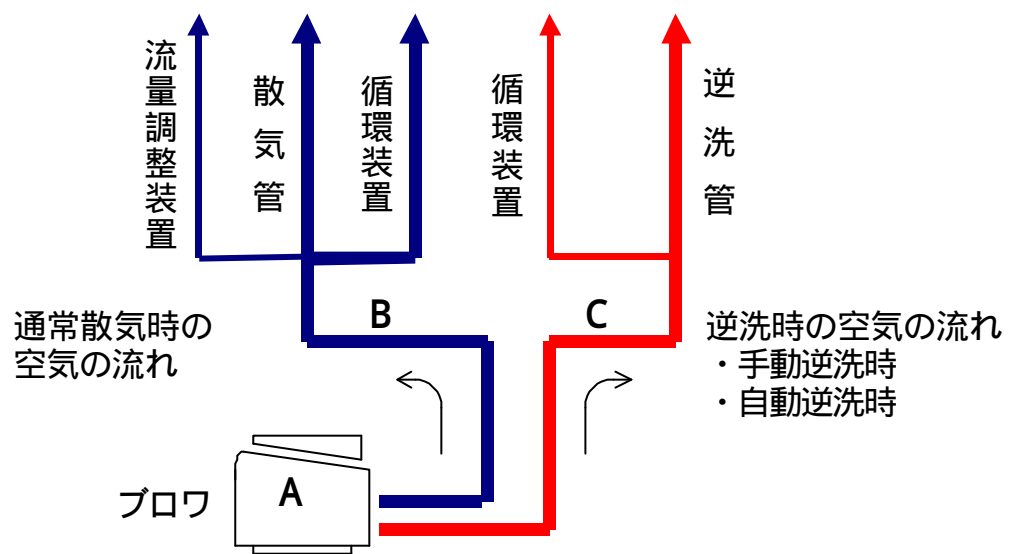 流量調整装置
散気管
循環装置
循環装置
逆洗管
B
C
通常散気時の
空気の流れ
逆洗時の空気の流れ
・手動逆洗時
・自動逆洗時
A
ブロワ